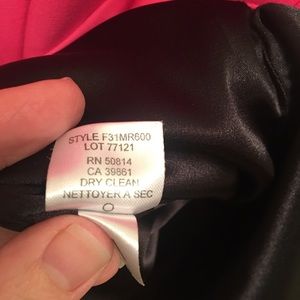 STYLE F31MR600
LOT 77121
RN 50814
CA 39861
DRY CLEAN
NETTOYER A SEC
O